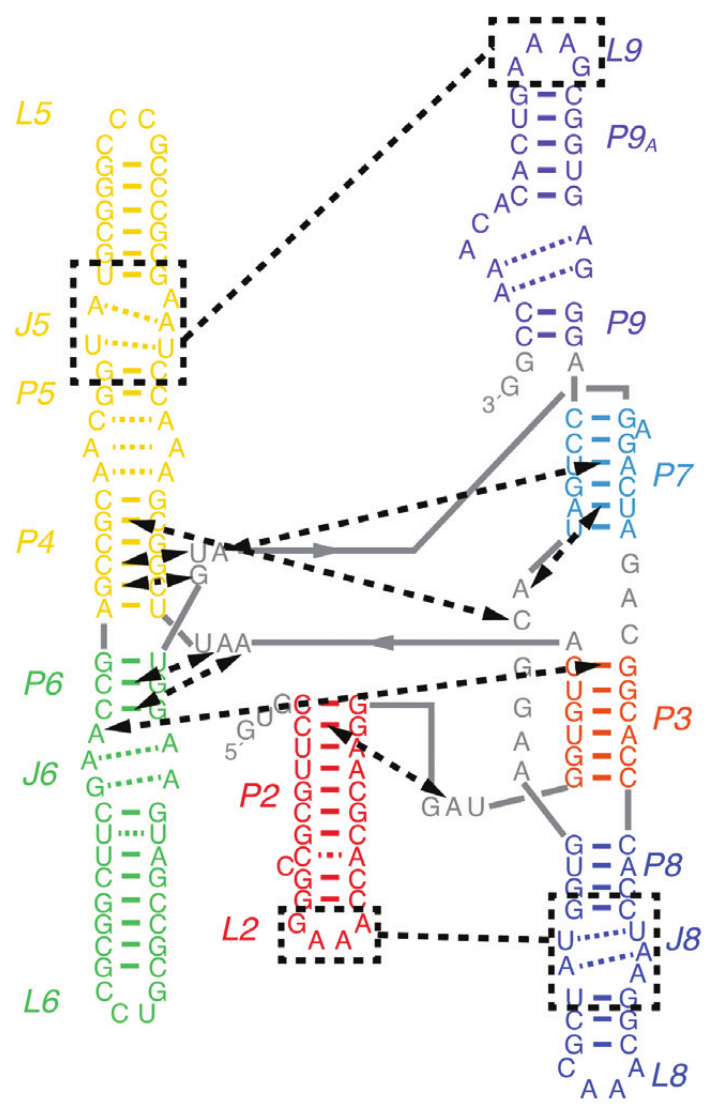 L5
C C
C G G G C G U
G C C C G C G
J5
A U
A A U
P5
G G C A A
C C A A A
P4
C G C C G A
G C G G C U
U A
G
U A A
P6
G C C
U G G
J6
A A G
A A
L6
C U
L9
A A A G
P9A
G U C A C
C G G U G
A C A A A
A G
P9
C C
G G
G
G
3´
A
P7
C C U G A U
G A G A C U A
A
C
G
G
A
A
G
A
C
A
P3
C U G U G G
G G C A C C
5´
G U G
P2
C C U U G C G C C G G
G G A A C G C A C C
L2
G A A A
G A U
P8
G U G G
C A C C
J8
U A
U A A
U C G
G G C
L8
C A A A A